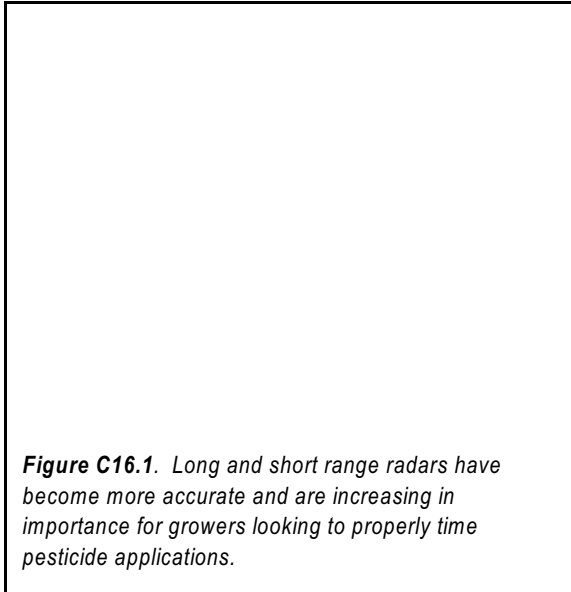 Figure C16.1.  Long and short range radars have
become more accurate and are increasing in
importance for growers looking to properly time
pesticide applications.